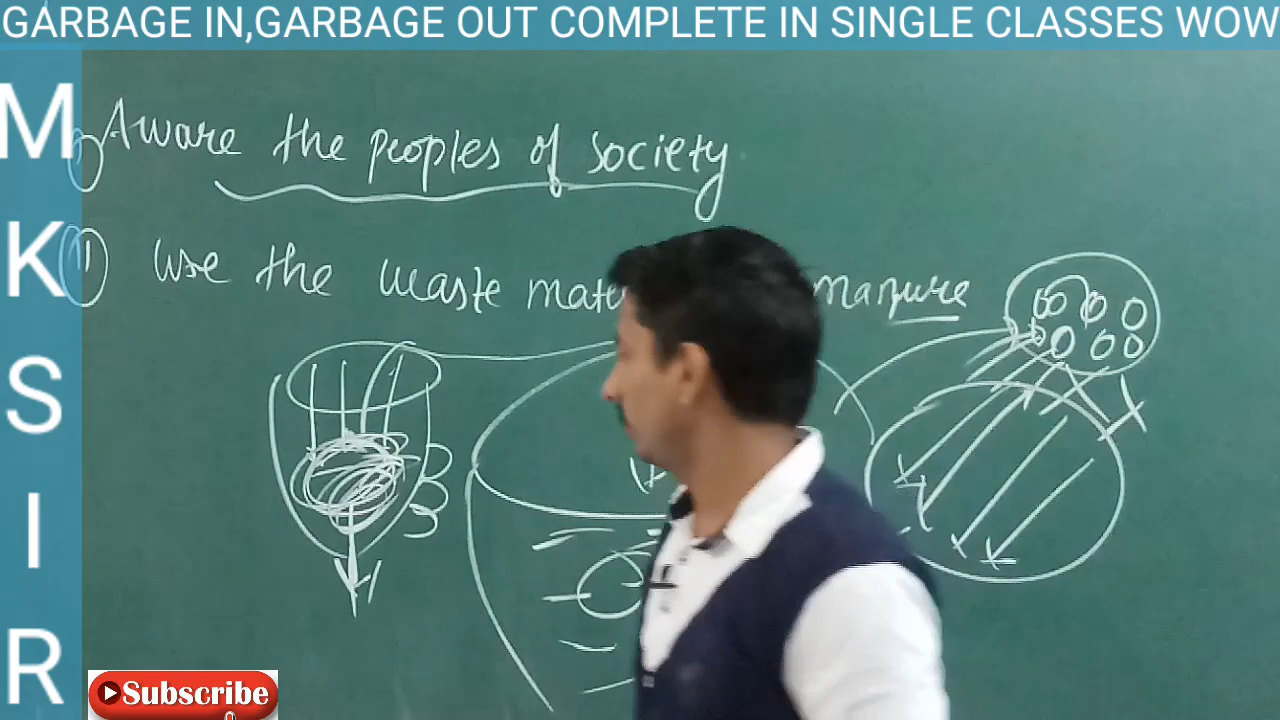 GARBAGE IN,GARBAGE OUT COMPLETE IN SINGLE CLASSES WOW
M
K
S
I
R
Aware the peoples of society
Use the waste manure
Subscribe